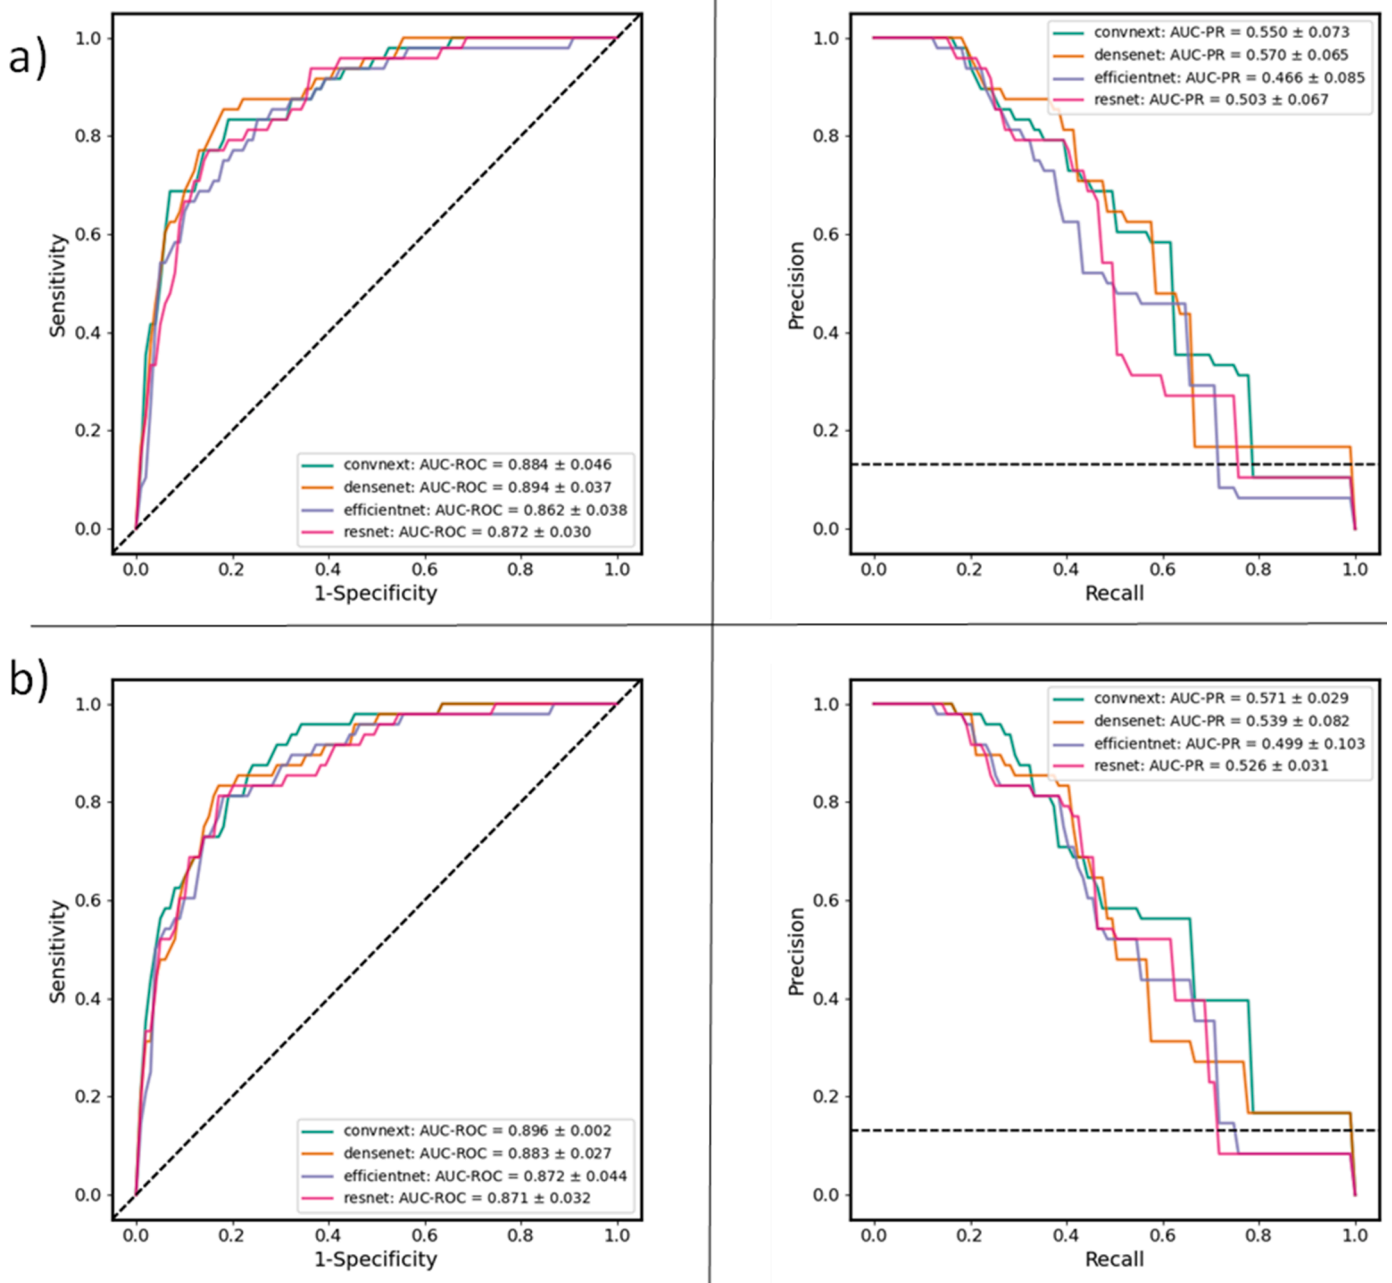 a)
1.0
0.8
0.6
0.4
0.2
0.0
Sensitivity
convnext: AUC-ROC = 0.884 ± 0.046
densenet: AUC-ROC = 0.894 ± 0.037
efficientnet: AUC-ROC = 0.862 ± 0.038
resnet: AUC-ROC = 0.872 ± 0.030
0.0 0.2 0.4 0.6 0.8 1.0
1-Specificity
1.0
0.8
0.6
0.4
0.2
0.0
Precision
convnext: AUC-PR = 0.550 ± 0.073
densenet: AUC-PR = 0.570 ± 0.065
efficientnet: AUC-PR = 0.466 ± 0.085
resnet: AUC-PR = 0.503 ± 0.067
0.0 0.2 0.4 0.6 0.8 1.0
Recall
b)
1.0
0.8
0.6
0.4
0.2
0.0
Sensitivity
convnext: AUC-ROC = 0.896 ± 0.002
densenet: AUC-ROC = 0.883 ± 0.027
efficientnet: AUC-ROC = 0.872 ± 0.044
resnet: AUC-ROC = 0.871 ± 0.032
0.0 0.2 0.4 0.6 0.8 1.0
1-Specificity
1.0
0.8
0.6
0.4
0.2
0.0
Precision
convnext: AUC-PR = 0.571 ± 0.029
densenet: AUC-PR = 0.539 ± 0.082
efficientnet: AUC-PR = 0.499 ± 0.103
resnet: AUC-PR = 0.526 ± 0.031
0.0 0.2 0.4 0.6 0.8 1.0
Recall